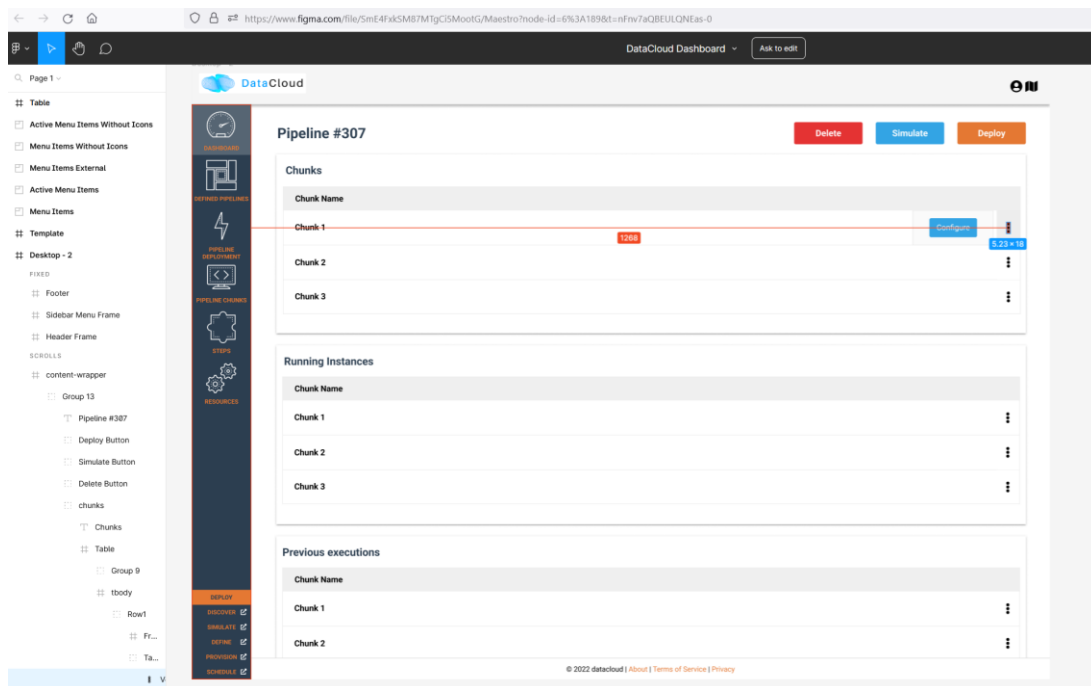 https://www.figma.com/file/SmE4FxkSM87MTgCi5MootG/Maestro?node-id=6%3A189&t=nFnv7aQBEULQNEas-0
DataCloud Dashboard
Ask to edit
Page 1
Table
Active Menu Items Without Icons
Menu Items Without Icons
Menu Items External
Active Menu Items
Menu Items
Template
Desktop - 2
FIXED
Footer
Sidebar Menu Frame
Header Frame
SCROLLS
content-wrapper
Group 13
Pipeline #307
Deploy Button
Simulate Button
Delete Button
chunks
Chunks
Table
Group 9
tbody
Row1
Fr...
Ta...
V
DataCloud
DASHBOARD
DEFINED PIPELINES
PIPELINE
DEPLOYMENT
PIPELINE CHUNKS
STEPS
RESOURCES
DEPLOY
DISCOVER
SIMULATE
DEFINE
PROVISION
SCHEDULE
Pipeline #307
Delete Simulate Deploy
Chunks
Chunk Name
Chunk 1 Configure
1268
5.23 × 18
Chunk 2
Chunk 3
Running Instances
Chunk Name
Chunk 1
Chunk 2
Chunk 3
Previous executions
Chunk Name
Chunk 1
Chunk 2
© 2022 datacloud | About | Terms of Service | Privacy